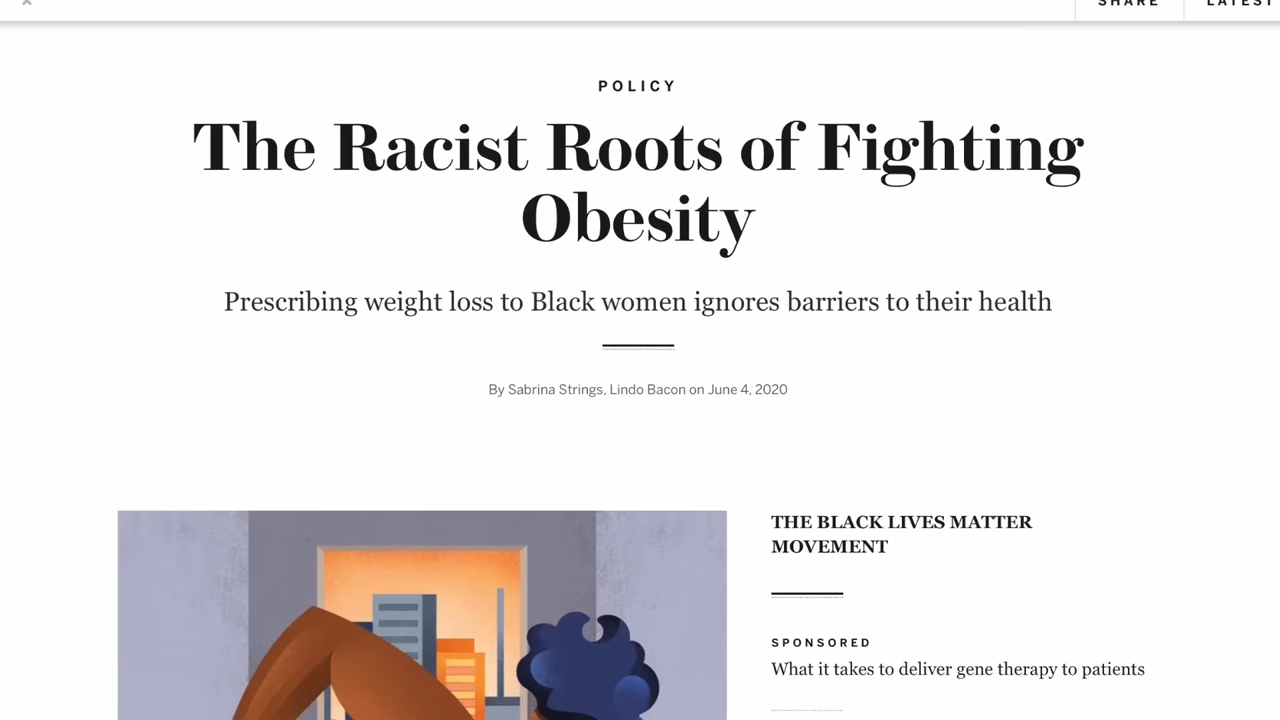 SHARE
LATEST
POLICY
The Racist Roots of Fighting
Obesity
Prescribing weight loss to Black women ignores barriers to their health
By Sabrina Strings, Lindo Bacon on June 4, 2020
THE BLACK LIVES MATTER
MOVEMENT
SPONSORED
What it takes to deliver gene therapy to patients